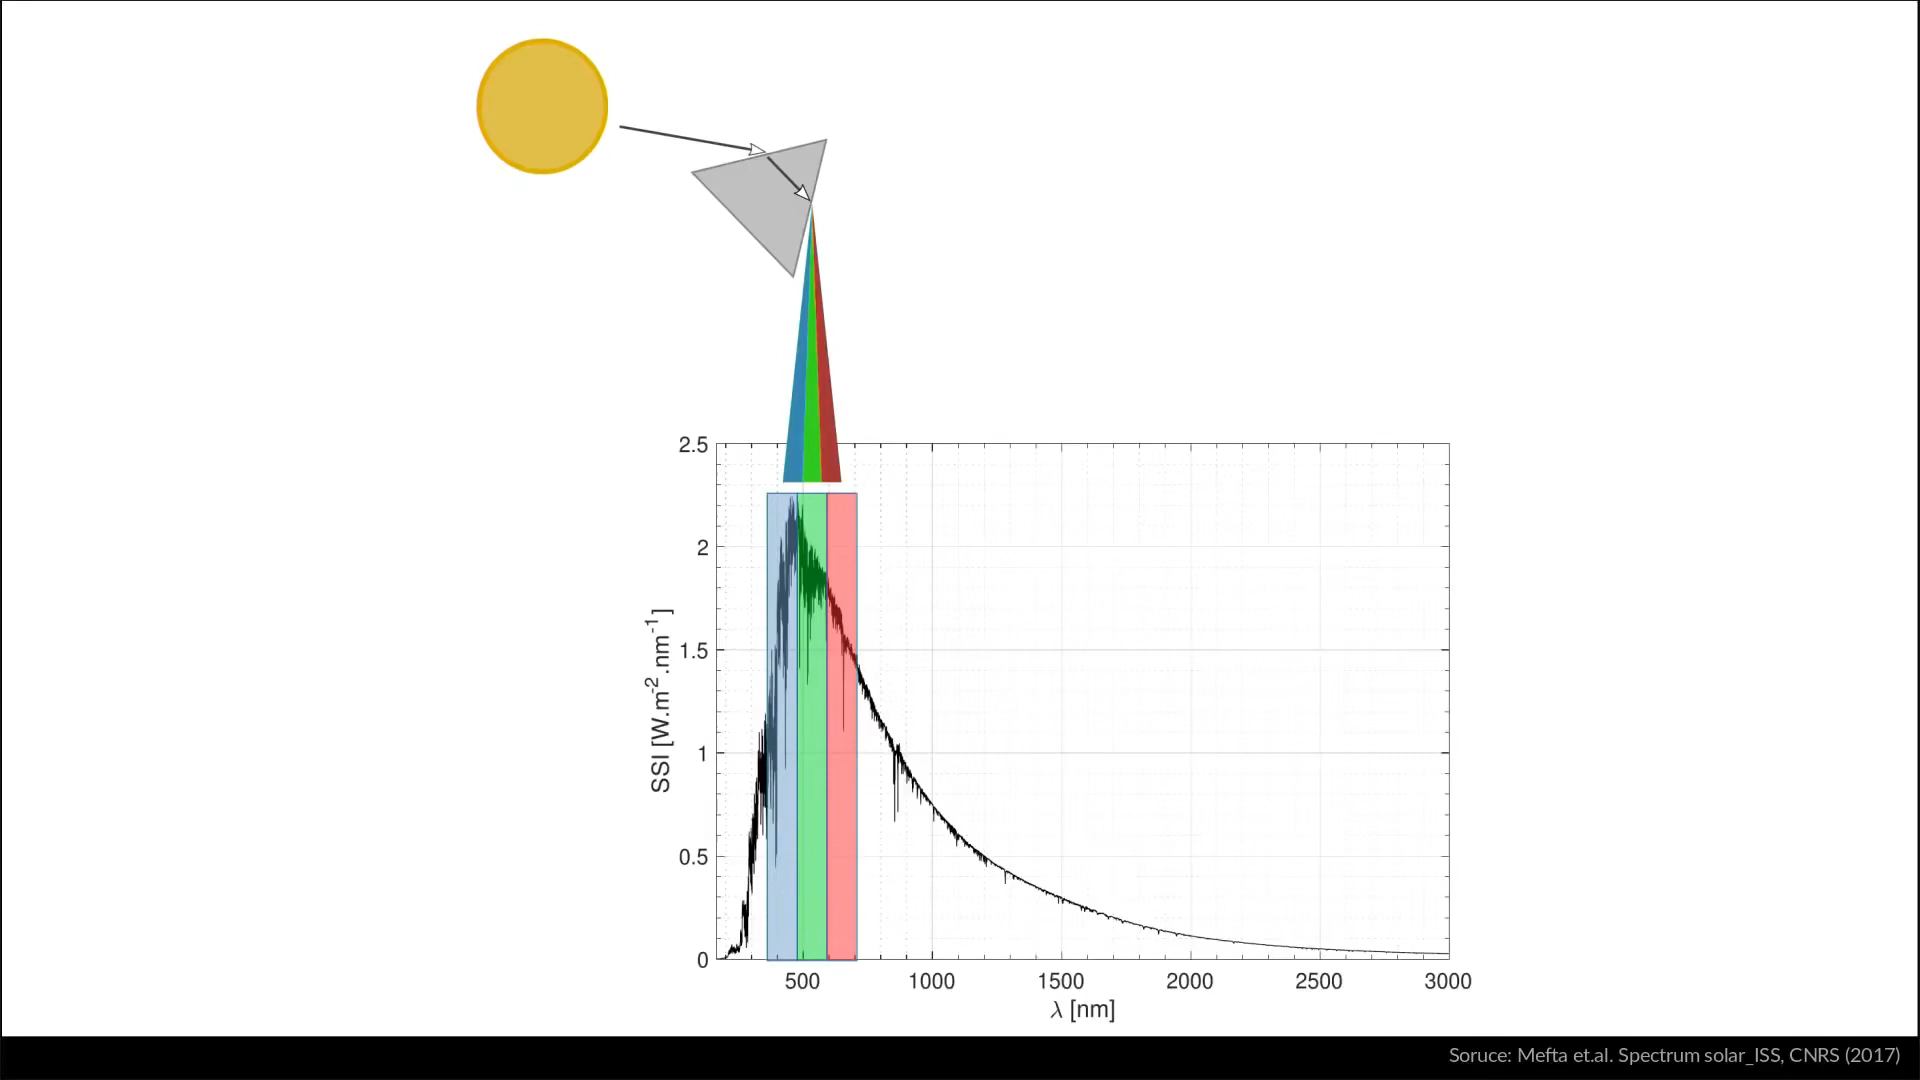 2.5
2
1.5
1
0.5
0
SSI [W.m-2.nm-1]
500 1000 1500 2000 2500 3000
λ [nm]
Soruce: Mefta et.al. Spectrum solar_ISS, CNRS (2017)